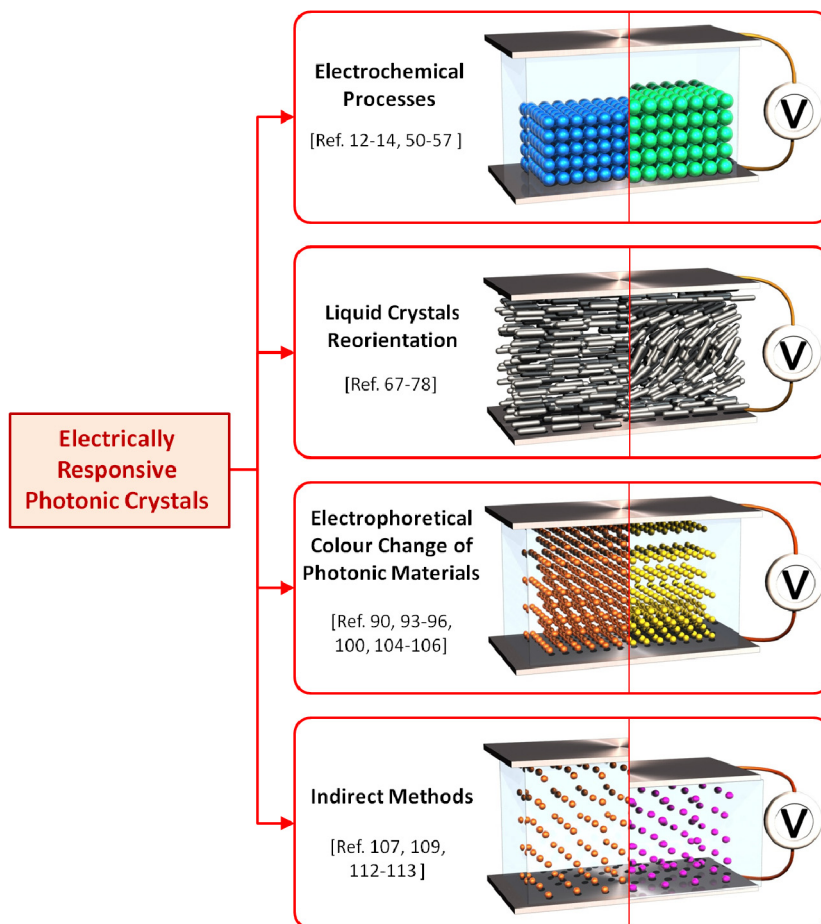 Electrochemical
Processes
[Ref. 12-14, 50-57 ]
V
Liquid Crystals
Reorientation
[Ref. 67-78]
V
Electrically
Responsive
Photonic Crystals
Electrophoretical
Colour Change of
Photonic Materials
[Ref. 90, 93-96,
100, 104-106]
V
Indirect Methods
[Ref. 107, 109,
112-113 ]
V